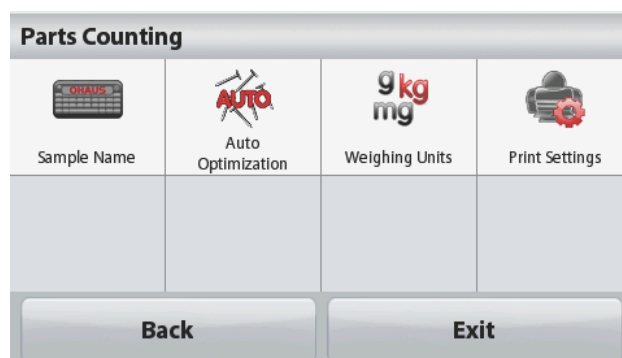 Parts Counting
OHAUS
Sample Name
AUTO
Auto
Optimization
g kg
mg
Weighing Units
Print Settings
Back
Exit